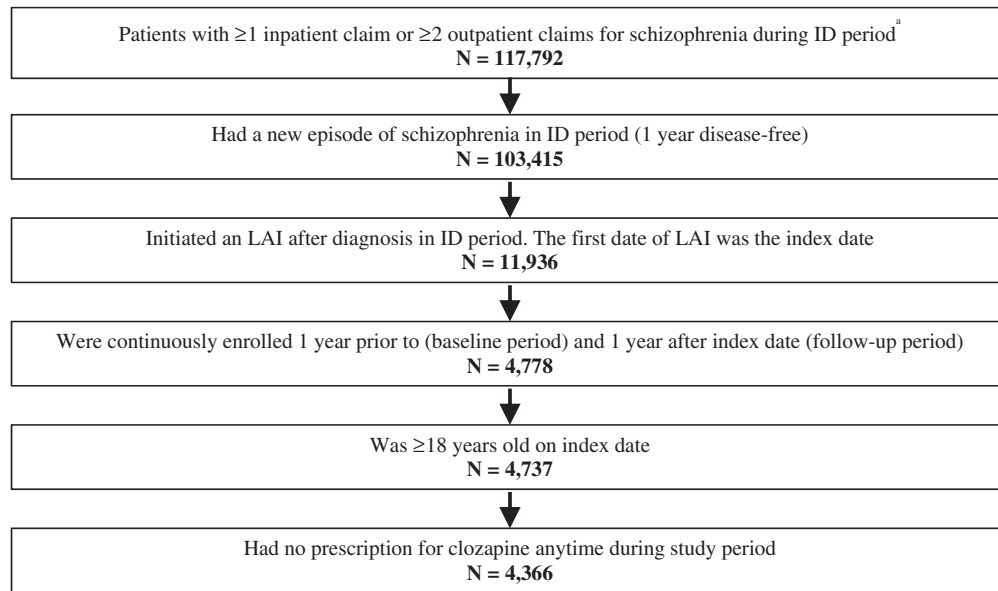 Patients with ≥1 inpatient claim or ≥2 outpatient claims for schizophrenia during ID periodᵃ
N = 117,792
Had a new episode of schizophrenia in ID period (1 year disease-free)
N = 103,415
Initiated an LAI after diagnosis in ID period. The first date of LAI was the index date
N = 11,936
Were continuously enrolled 1 year prior to (baseline period) and 1 year after index date (follow-up period)
N = 4,778
Was ≥18 years old on index date
N = 4,737
Had no prescription for clozapine anytime during study period
N = 4,366